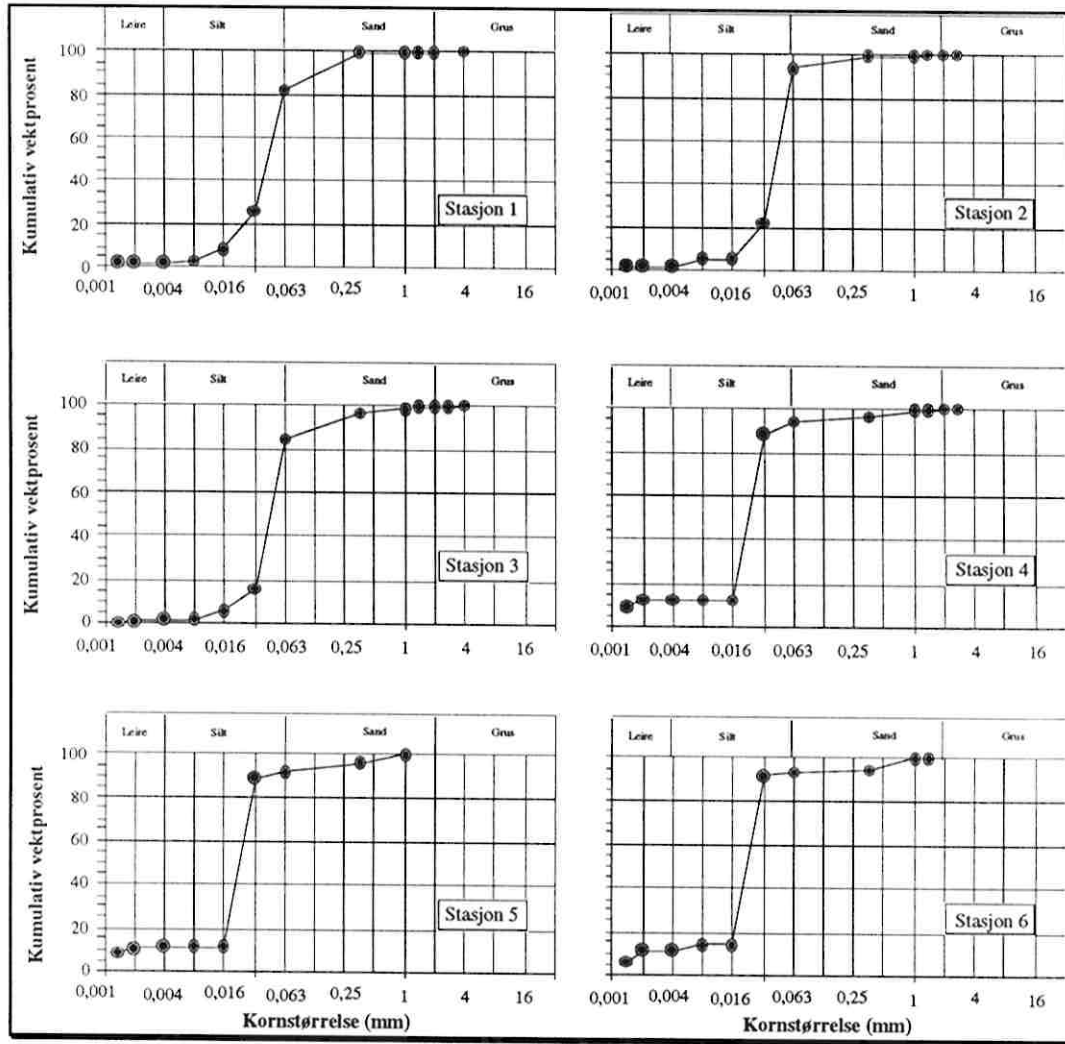 Leire Silt Sand Grus
Leire Silt Sand Grus
Kumulativ vektprosent
100
80
60
40
20
0
Stasjon 1
Stasjon 2
0,001 0,004 0,016 0,063 0,25 1 4 16
0,001 0,004 0,016 0,063 0,25 1 4 16
Leire Silt Sand Grus
Leire Silt Sand Grus
Kumulativ vektprosent
100
80
60
40
20
0
Stasjon 3
Stasjon 4
0,001 0,004 0,016 0,063 0,25 1 4 16
0,001 0,004 0,016 0,063 0,25 1 4 16
Leire Silt Sand Grus
Leire Silt Sand Grus
Kumulativ vektprosent
100
80
60
40
20
0
Stasjon 5
Stasjon 6
0,001 0,004 0,016 0,063 0,25 1 4 16
0,001 0,004 0,016 0,063 0,25 1 4 16
Kornstørrelse (mm)
Kornstørrelse (mm)